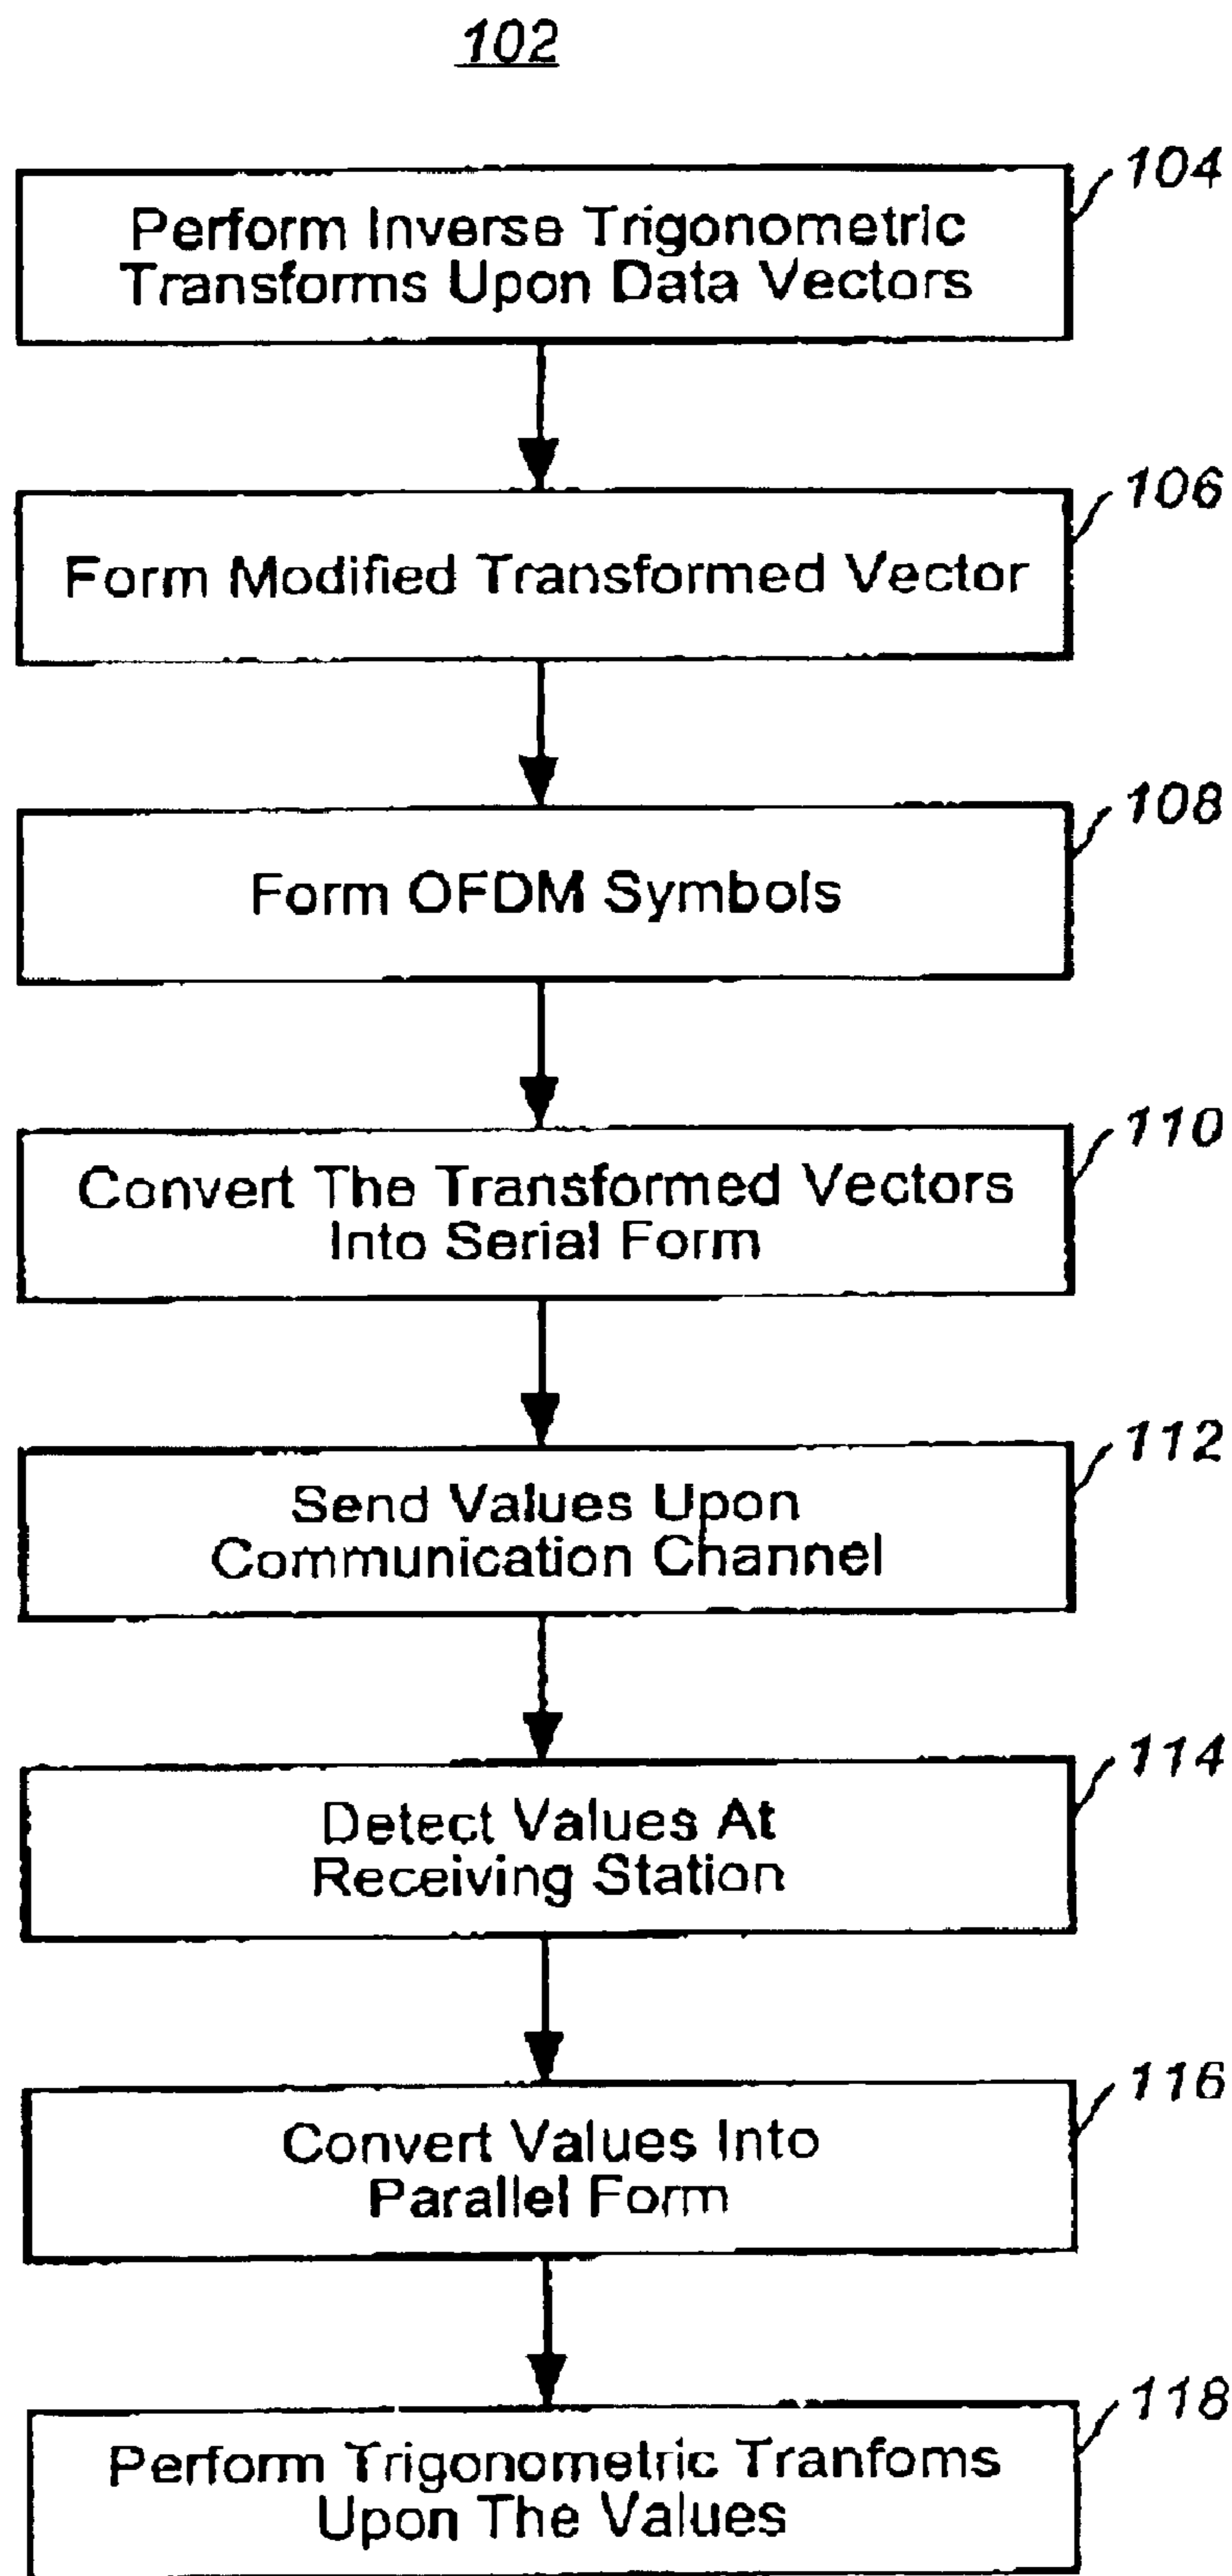 102
104
Perform Inverse Trigonometric
Transforms Upon Data Vectors
106
Form Modified Transformed Vector
108
Form OFDM Symbols
110
Convert The Transformed Vectors
Into Serial Form
112
Send Values Upon
Communication Channel
114
Detect Values At
Receiving Station
116
Convert Values Into
Parallel Form
118
Perform Trigonometric Tranfoms
Upon The Values